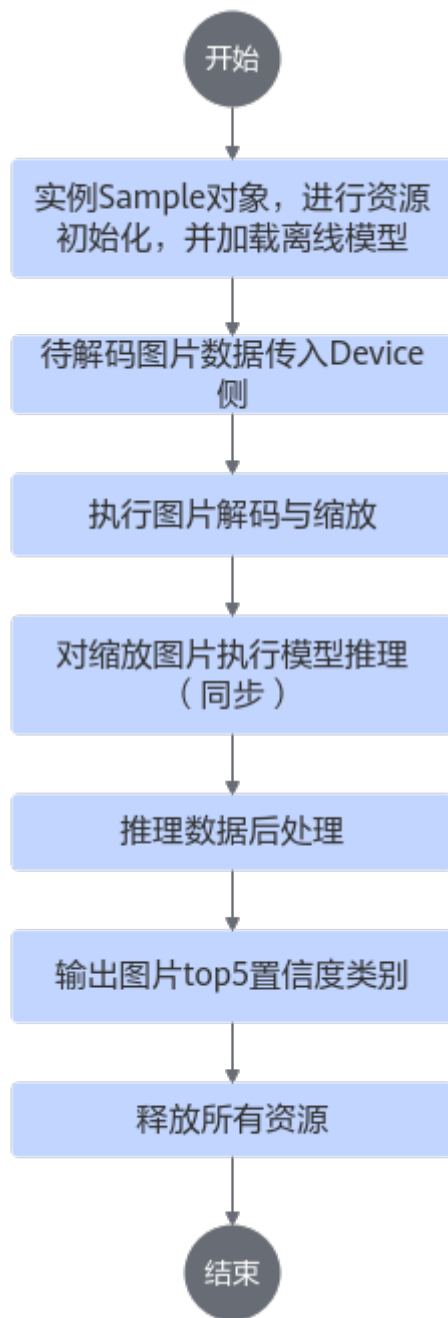 开始
实例Sample对象，进行资源
初始化，并加载离线模型
待解码图片数据传入Device
侧
执行图片解码与缩放
对缩放图片执行模型推理
（同步）
推理数据后处理
输出图片top5置信度类别
释放所有资源
结束